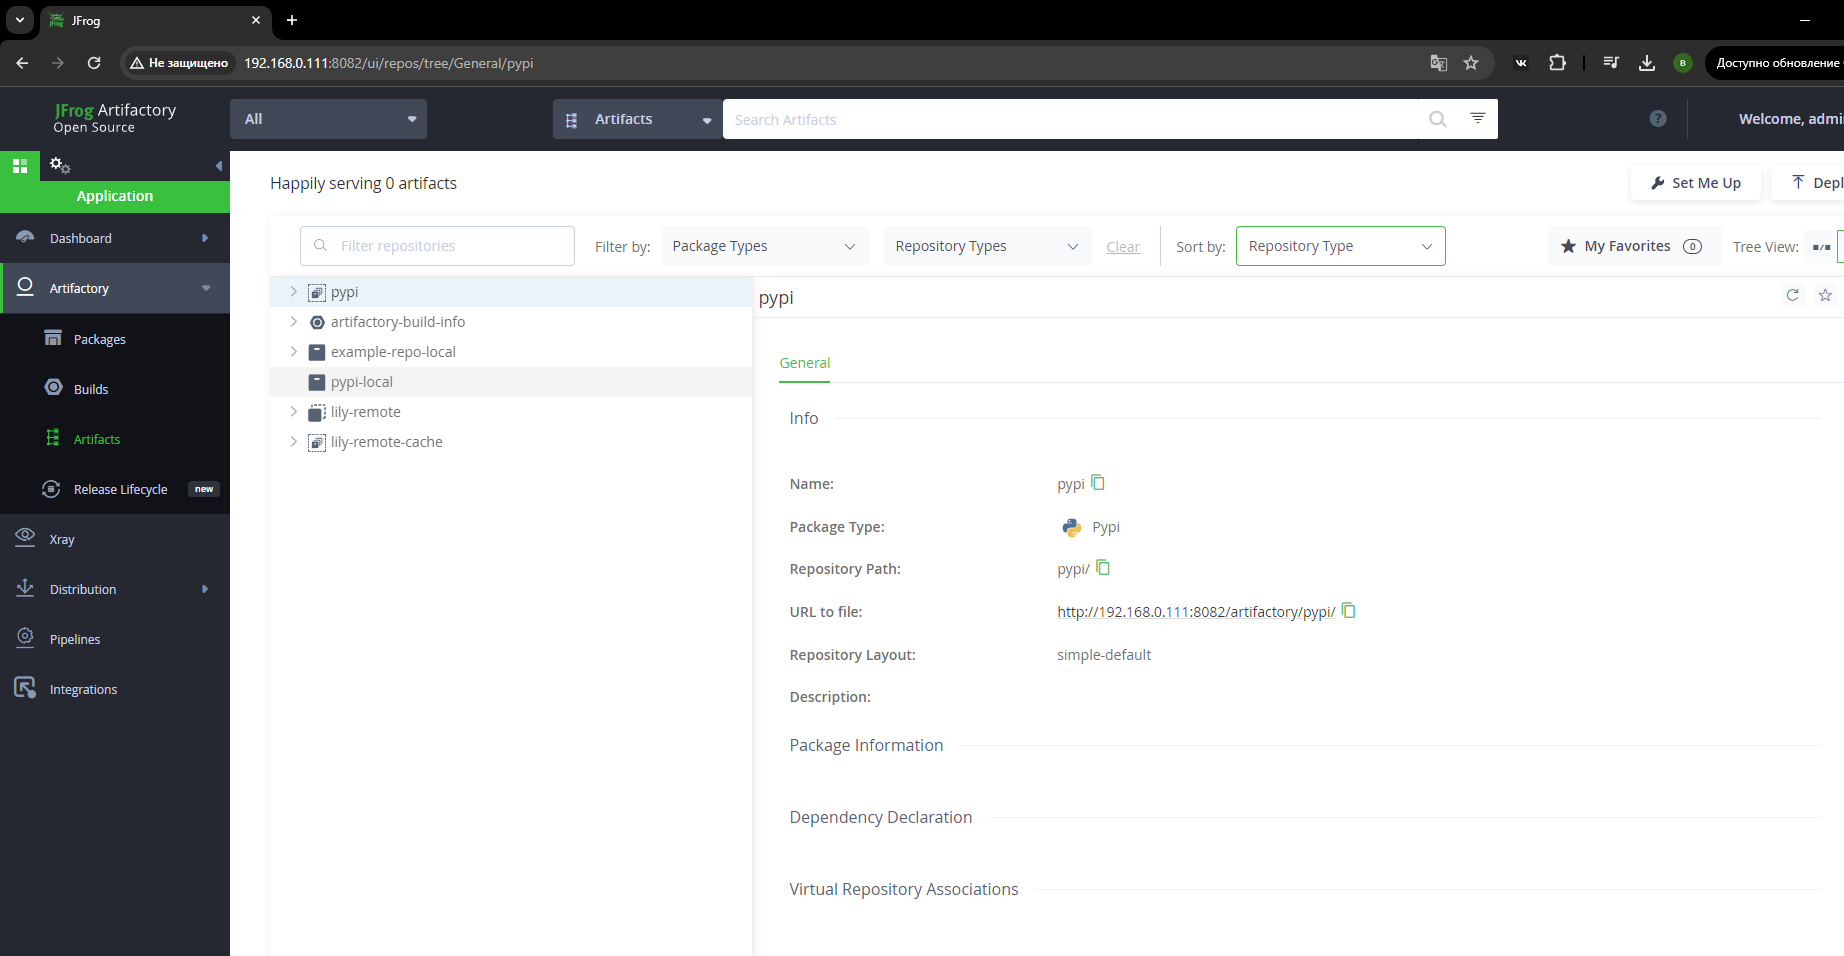 JFrog
Не защищено
192.168.0.111:8082/ui/repos/tree/General/pypi
B
Доступно обновление
JFrog Artifactory
Open Source
All
Artifacts
Search Artifacts
?
Welcome, admi
Application
Dashboard
Artifactory
Packages
Builds
Artifacts
Release Lifecycle
new
Xray
Distribution
Pipelines
Integrations
Happily serving 0 artifacts
Set Me Up
Depl
Filter repositories
Filter by:
Package Types
Repository Types
Clear
Sort by:
Repository Type
My Favorites
0
Tree View:
pypi
artifactory-build-info
example-repo-local
pypi-local
lily-remote
lily-remote-cache
pypi
General
Info
Name:
pypi
Package Type:
Pypi
Repository Path:
pypi/
URL to file:
http://192.168.0.111:8082/artifactory/pypi/
Repository Layout:
simple-default
Description:
Package Information
Dependency Declaration
Virtual Repository Associations